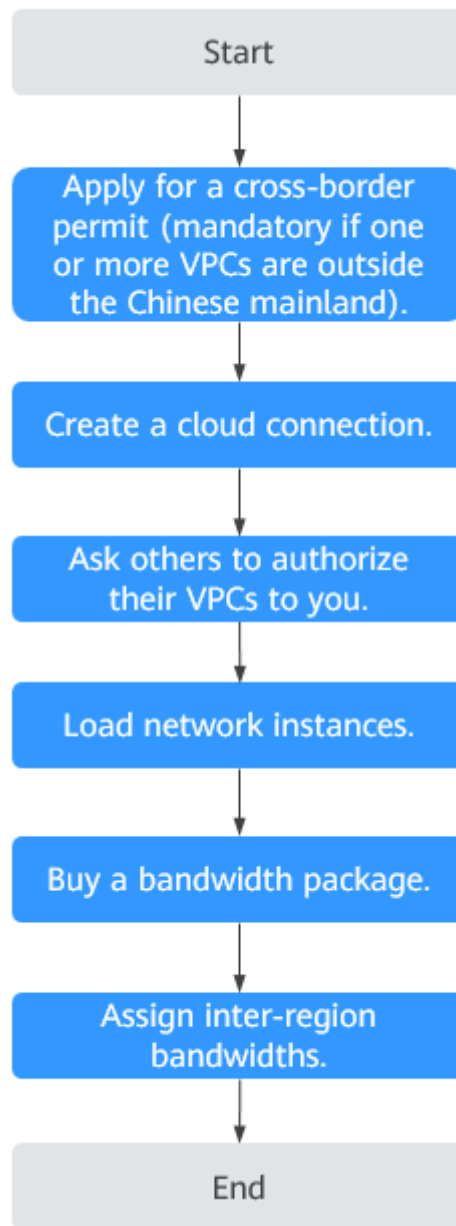 Start
Apply for a cross-border
permit (mandatory if one
or more VPCs are outside
the Chinese mainland).
Create a cloud connection.
Ask others to authorize
their VPCs to you.
Load network instances.
Buy a bandwidth package.
Assign inter-region
bandwidths.
End